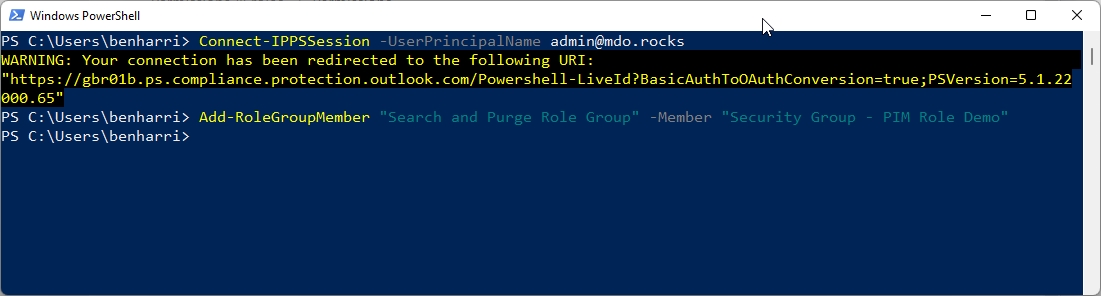 Windows PowerShell
PS C:\Users\benharri> Connect-IPPSSession -UserPrincipalName admin@mdo.rocks
WARNING: Your connection has been redirected to the following URI:
"https://gbr01b.ps.compliance.protection.outlook.com/Powershell-LiveId?BasicAuthToOAuthConversion=true;PSVersion=5.1.22
000.65"
PS C:\Users\benharri> Add-RoleGroupMember "Search and Purge Role Group" -Member "Security Group - PIM Role Demo"
PS C:\Users\benharri>